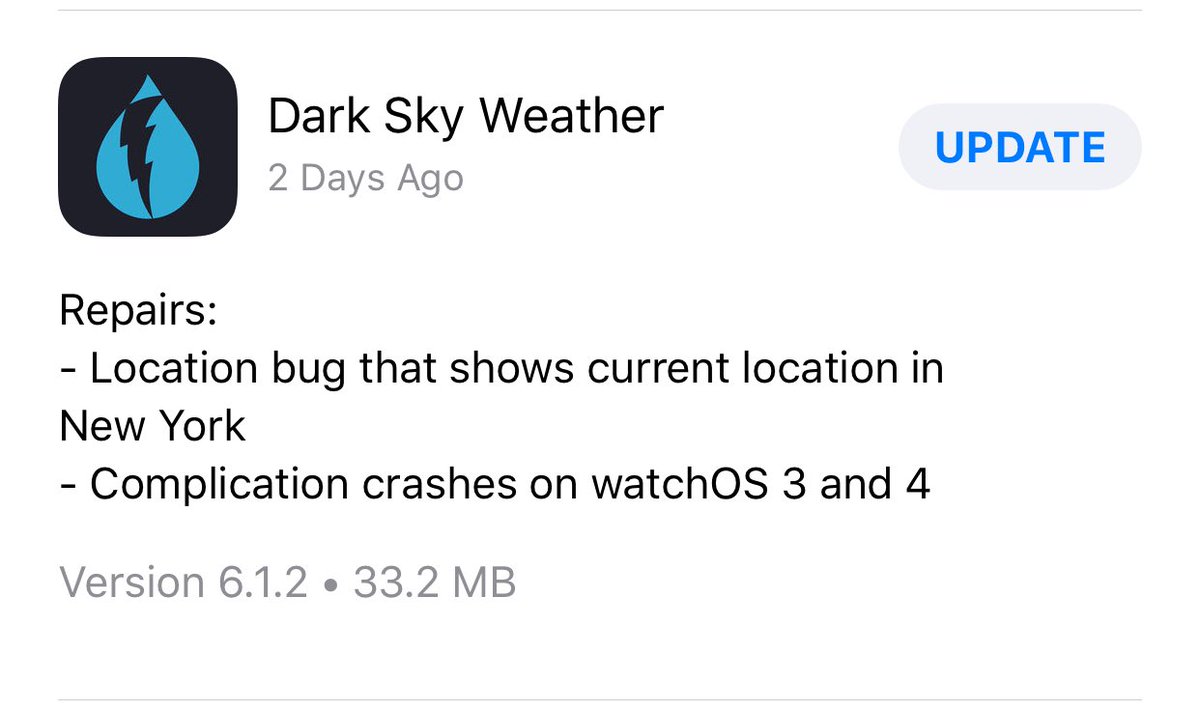 Dark Sky Weather
2 Days Ago
UPDATE
Repairs:
- Location bug that shows current location in
New York
- Complication crashes on watchOS 3 and 4
Version 6.1.2 • 33.2 MB